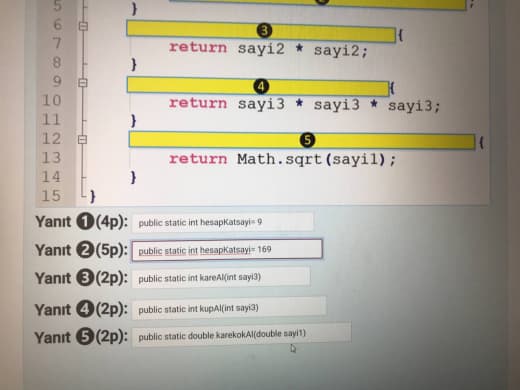 5 }
6 3 {
7 return sayi2 * sayi2;
8 }
9 4 {
10 return sayi3 * sayi3 * sayi3;
11 }
12 5 {
13 return Math.sqrt(sayi1);
14 }
15 }
Yanıt 1 (4p): public static int hesapKatsayi= 9
Yanıt 2 (5p): public static int hesapKatsayi= 169
Yanıt 3 (2p): public static int kareAl(int sayi3)
Yanıt 4 (2p): public static int kupAl(int sayi3)
Yanıt 5 (2p): public static double karekokAl(double sayi1)